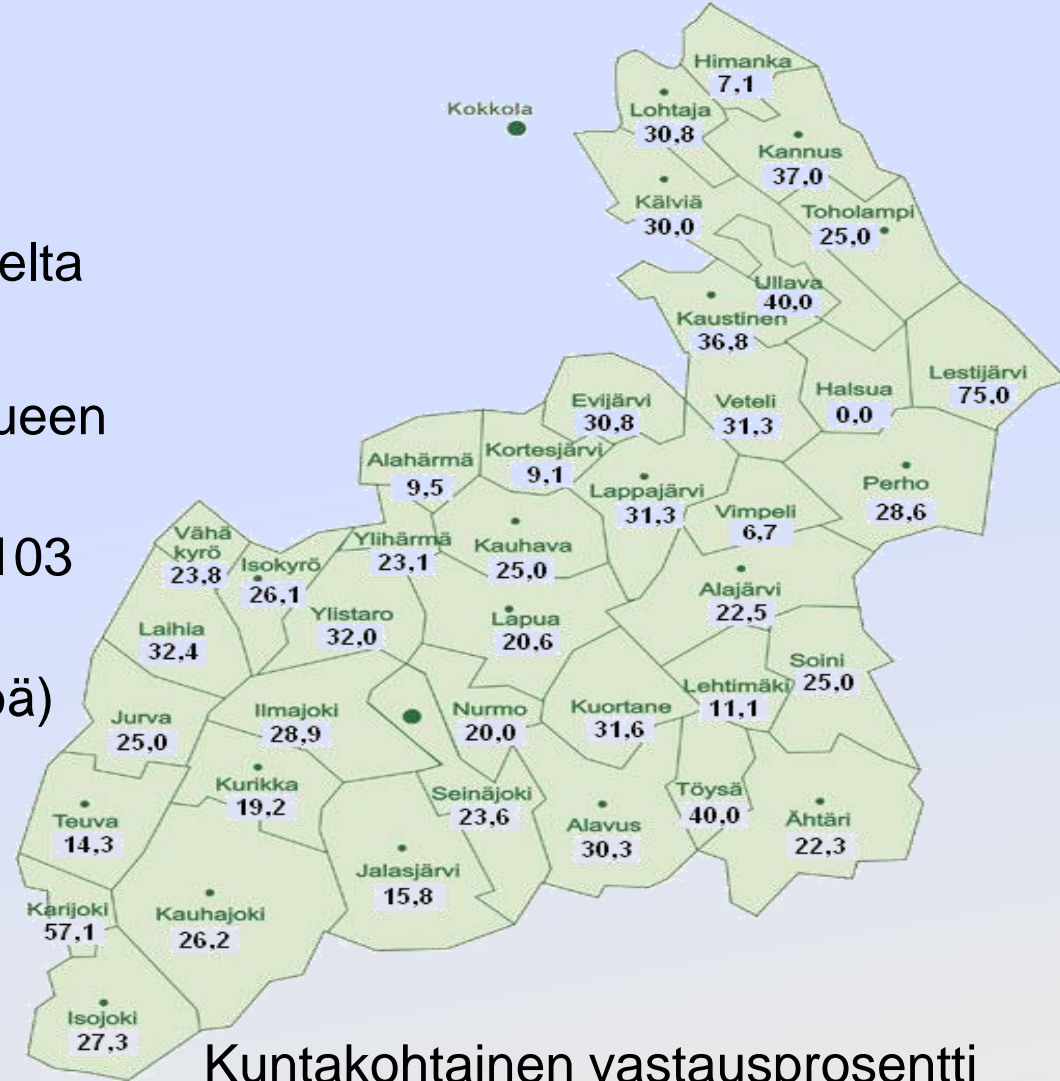 Himanka
7,1
Kokkola
Lohtaja
30,8
Kannus
37,0
Kälviä
30,0
Toholampi
25,0
elta
Ullava
40,0
Kaustinen
36,8
Lestijärvi
75,0
Halsua
0,0
Evijärvi
30,8
Veteli
31,3
ueen
Kortesjärvi
9,1
Alahärmä
9,5
Lappajärvi
31,3
Perho
28,6
Vimpeli
6,7
Vähä
kyrö
23,8
Isokyrö
26,1
Ylihärmä
23,1
Kauhava
25,0
103
Alajärvi
22,5
Ylistaro
32,0
Lapua
20,6
Laihia
32,4
Soini
25,0
Lehtimäki
11,1
pä)
Jurva
25,0
Ilmajoki
28,9
Nurmo
20,0
Kuortane
31,6
Kurikka
19,2
Seinäjoki
23,6
Töysä
40,0
Teuva
14,3
Alavus
30,3
Ähtäri
22,3
Jalasjärvi
15,8
Karijoki
57,1
Kauhajoki
26,2
Isojoki
27,3
Kuntakohtainen vastausprosentti